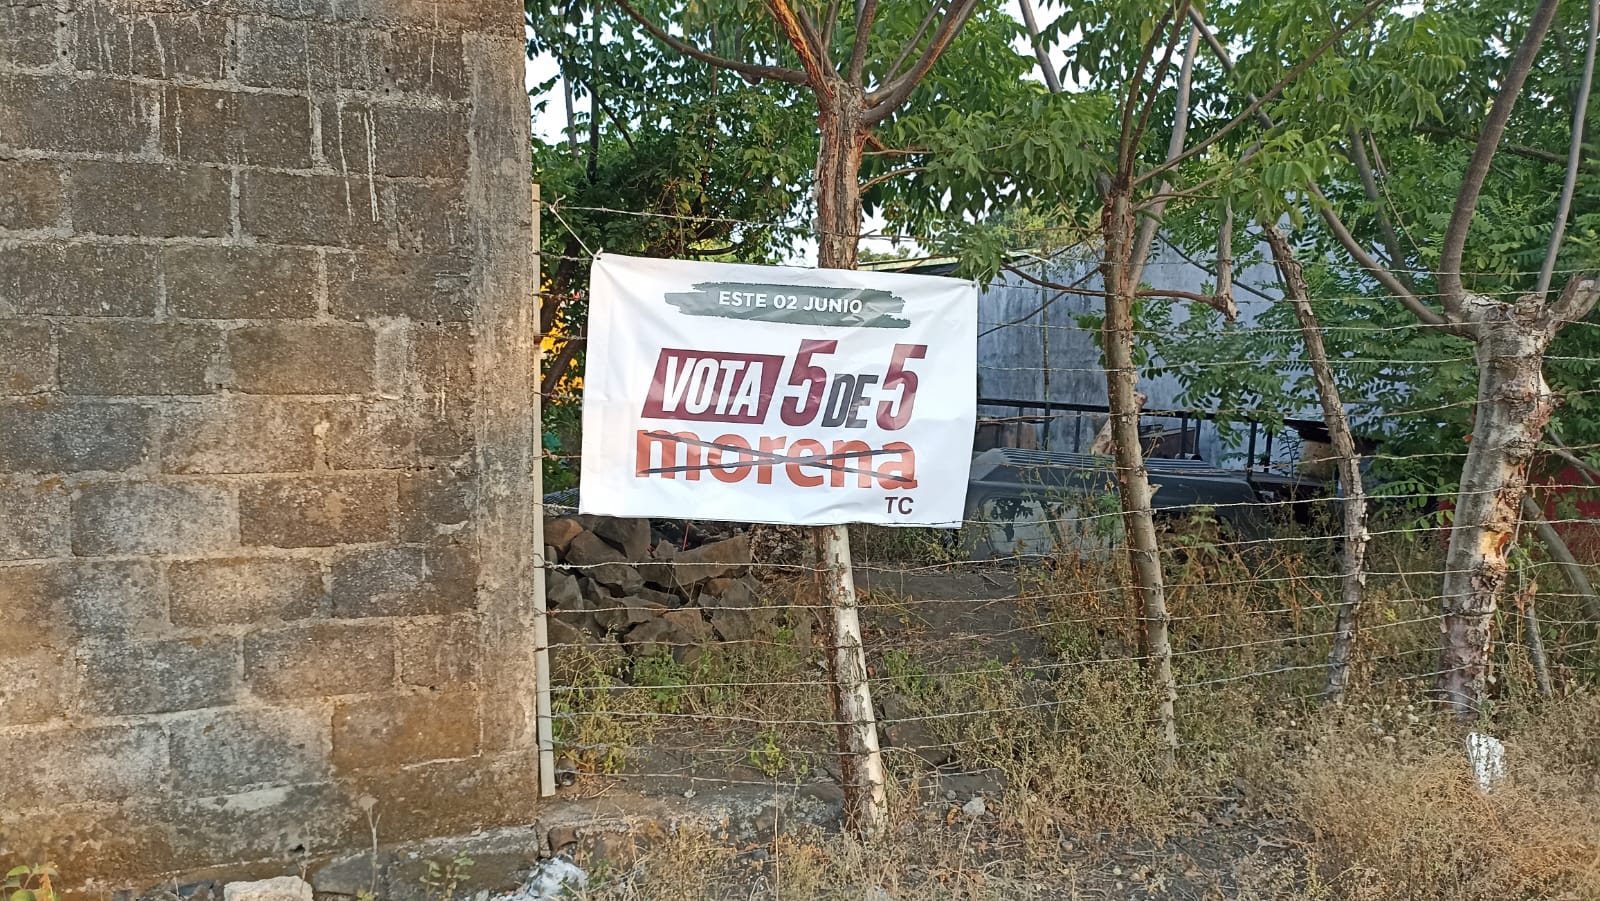 ESTE 02 JUNIO
VOTA 5 DE 5
morena
TC